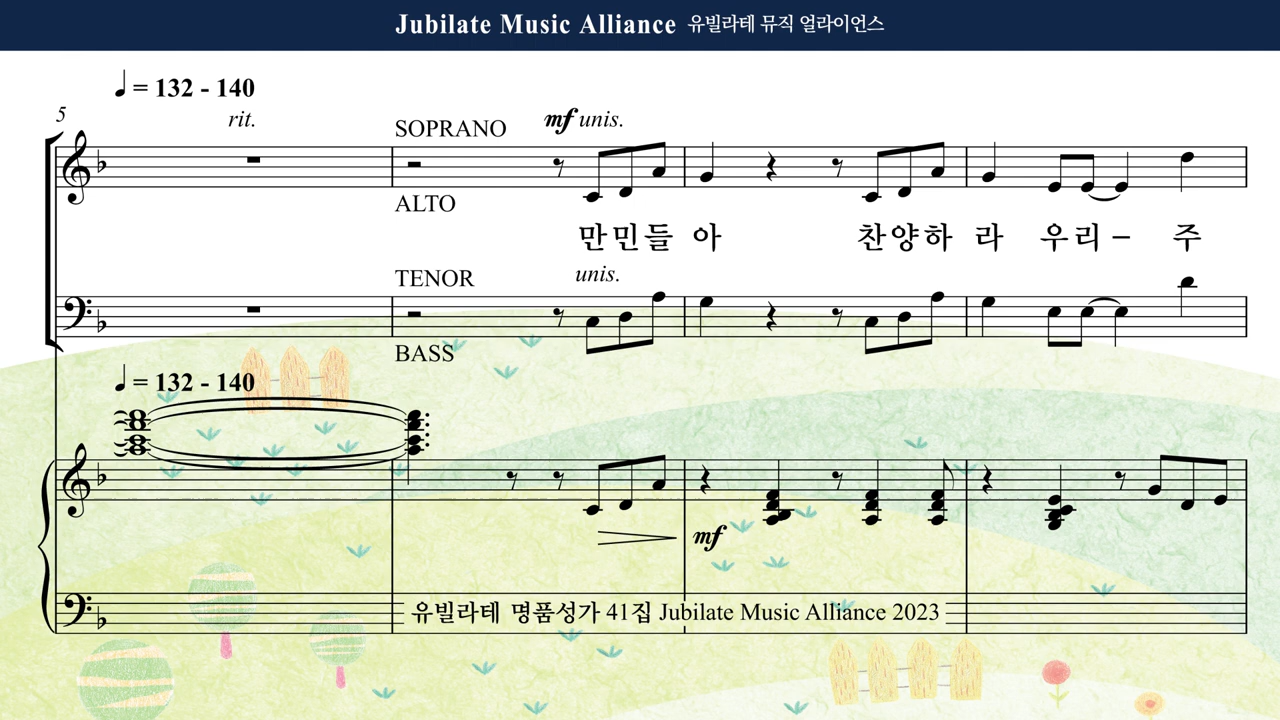 Jubilate Music Alliance 유빌라테 뮤직 얼라이언스
♩ = 132 - 140
5
rit.
SOPRANO
mf unis.
ALTO
만민들 아 찬양하 라 우리 – 주
TENOR
unis.
BASS
♩ = 132 - 140
mf
유빌라테 명품성가 41집 Jubilate Music Alliance 2023